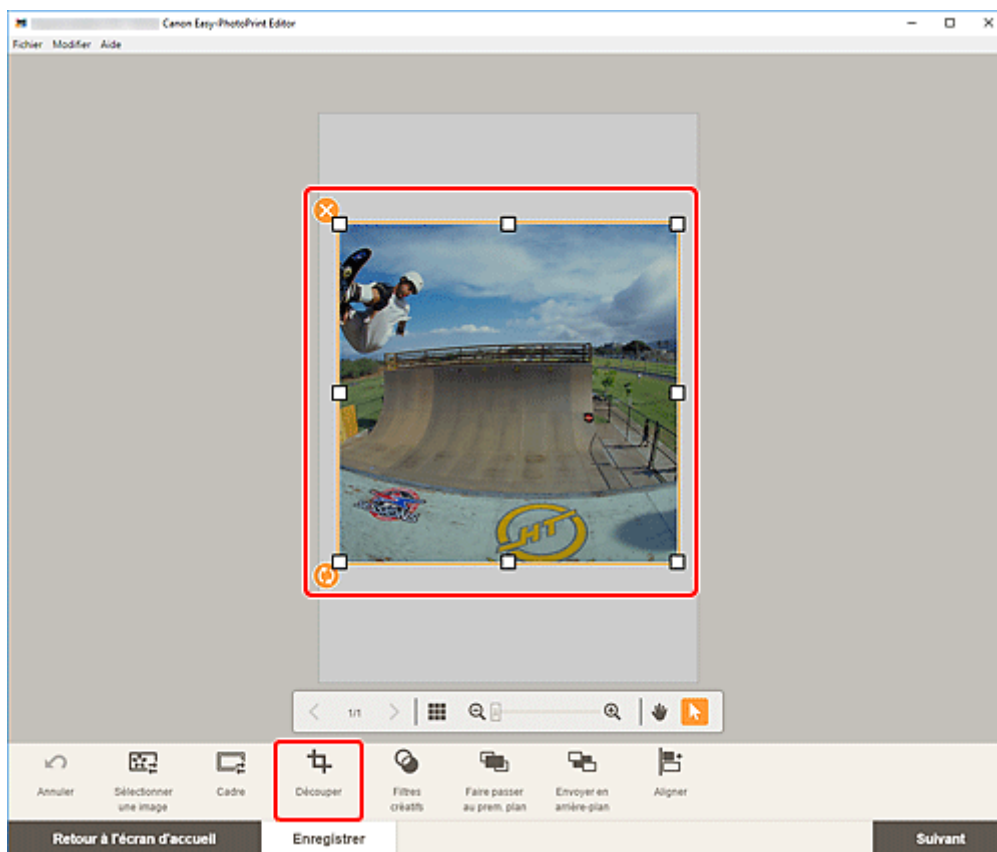 Canon Easy-PhotoPrint Editor
Fichier Modifier Aide
HT
1/1
Annuler
Sélectionner
une image
Cadre
Découper
Filtres
créatifs
Faire passer
au prem. plan
Envoyer en
arrière-plan
Aligner
Retour à l'écran d'accueil
Enregistrer
Suivant